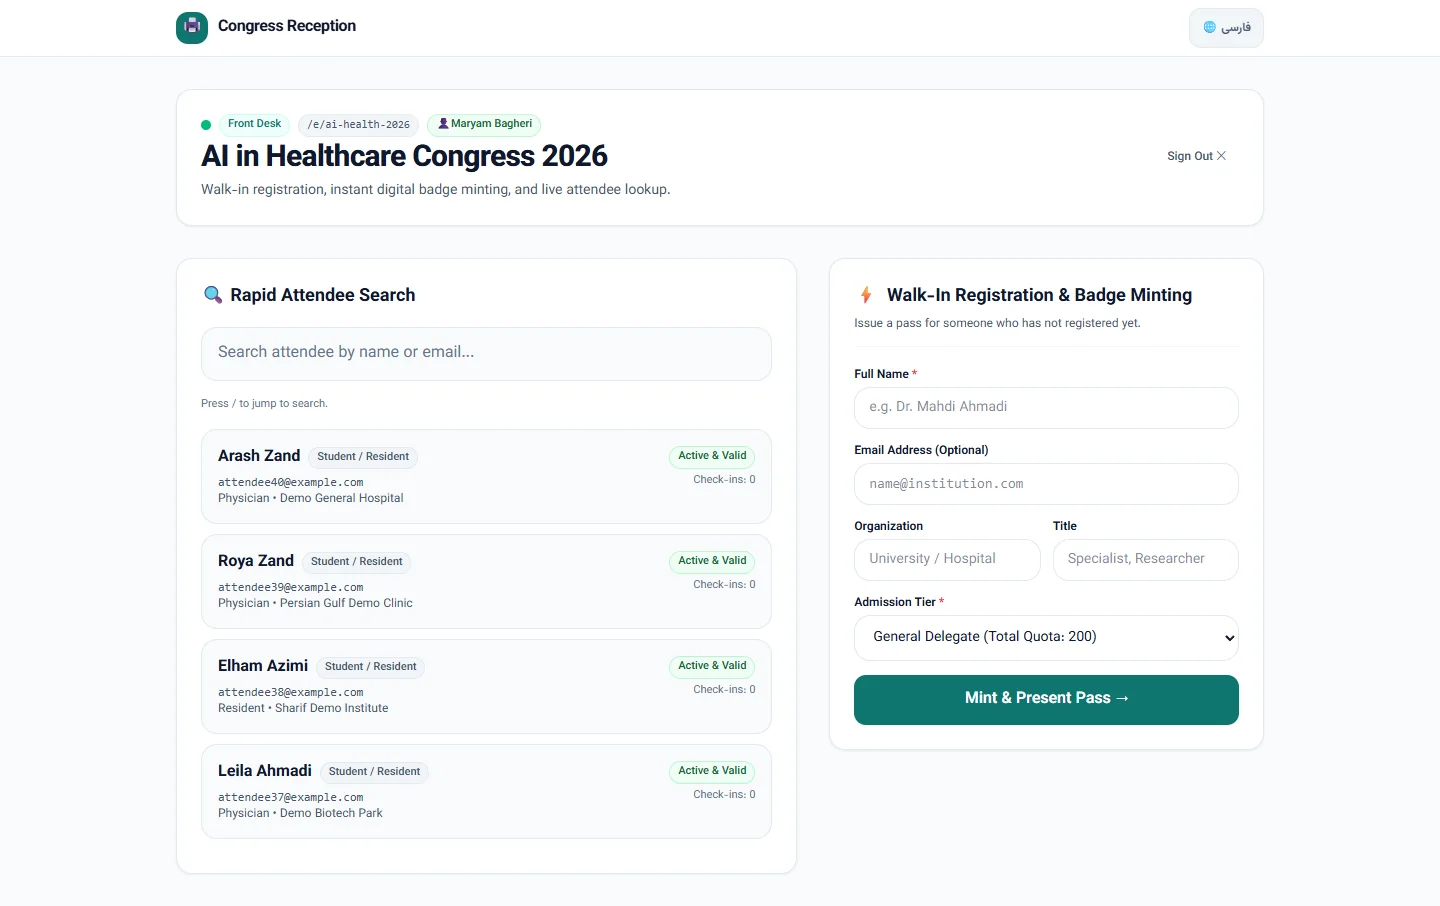 Congress Reception
فارسی
Front Desk
/e/ai-health-2026
Maryam Bagheri
AI in Healthcare Congress 2026
Walk-in registration, instant digital badge minting, and live attendee lookup.
Sign Out ×
Rapid Attendee Search
Search attendee by name or email...
Press / to jump to search.
Arash Zand Student / Resident
Active & Valid
attendee40@example.com
Check-ins: 0
Physician • Demo General Hospital
Roya Zand Student / Resident
Active & Valid
attendee39@example.com
Check-ins: 0
Physician • Persian Gulf Demo Clinic
Elham Azimi Student / Resident
Active & Valid
attendee38@example.com
Check-ins: 0
Resident • Sharif Demo Institute
Leila Ahmadi Student / Resident
Active & Valid
attendee37@example.com
Check-ins: 0
Physician • Demo Biotech Park
Walk-In Registration & Badge Minting
Issue a pass for someone who has not registered yet.
Full Name *
e.g. Dr. Mahdi Ahmadi
Email Address (Optional)
name@institution.com
Organization
Title
University / Hospital
Specialist, Researcher
Admission Tier *
General Delegate (Total Quota: 200)
Mint & Present Pass →